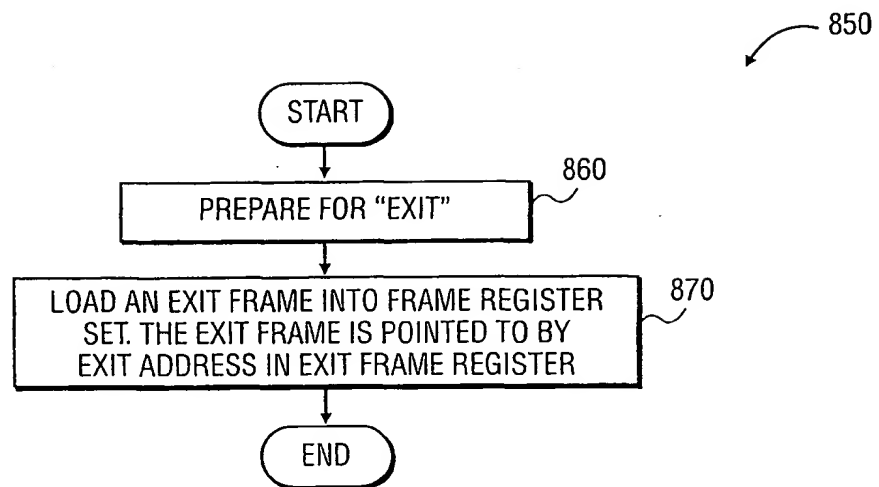 850
START
860
PREPARE FOR “EXIT”
870
LOAD AN EXIT FRAME INTO FRAME REGISTER
SET. THE EXIT FRAME IS POINTED TO BY
EXIT ADDRESS IN EXIT FRAME REGISTER
END